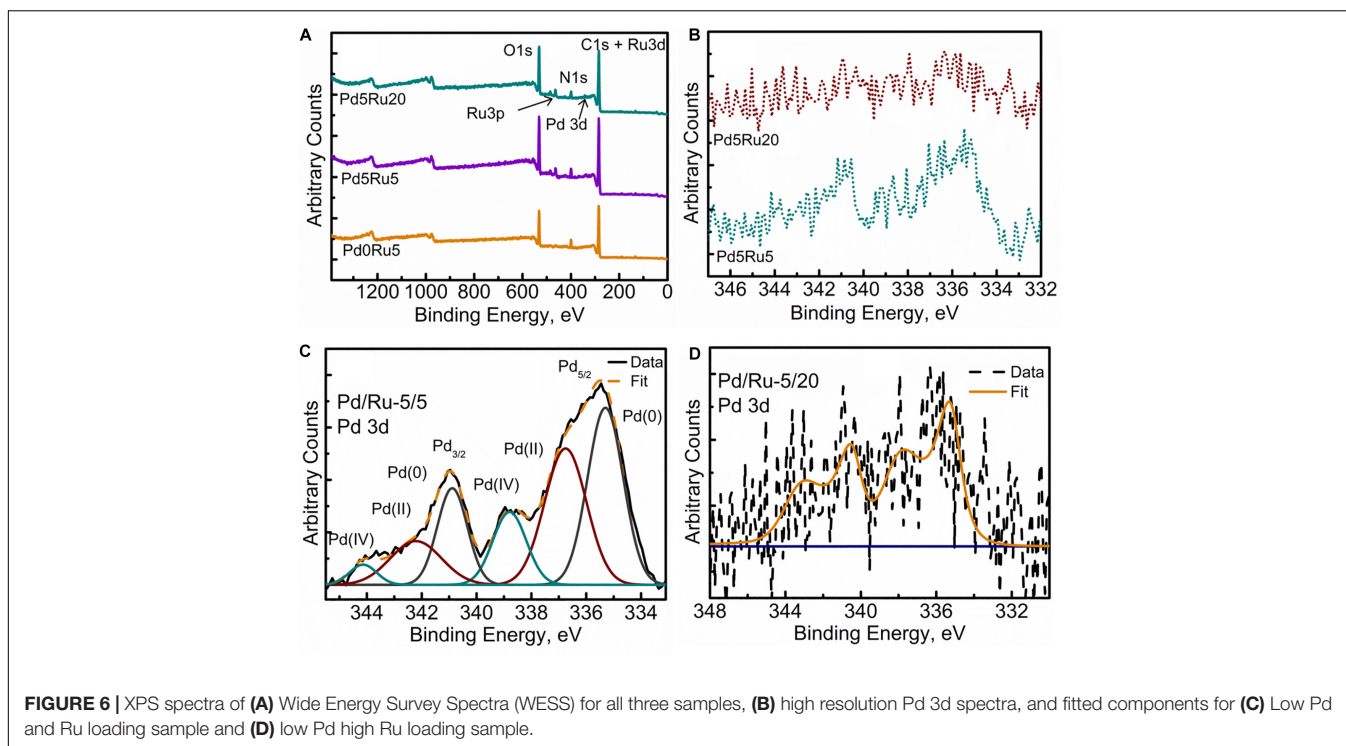 A
O1s
C1s + Ru3d
N1s
Ru3p
Pd 3d
Pd5Ru20
Pd5Ru5
Pd0Ru5
Arbitrary Counts
1200 1000 800 600 400 200 0
Binding Energy, eV
B
Pd5Ru20
Pd5Ru5
Arbitrary Counts
346 344 342 340 338 336 334 332
Binding Energy, eV
C
Data
Fit
Pd/Ru-5/5
Pd 3d
Pd5/2
Pd(0)
Pd3/2
Pd(II)
Pd(0)
Pd(IV)
Pd(II)
Pd(IV)
Arbitrary Counts
344 342 340 338 336 334
Binding Energy, eV
D
Data
Fit
Pd/Ru-5/20
Pd 3d
Arbitrary Counts
348 344 340 336 332
Binding Energy, eV
FIGURE 6 | XPS spectra of (A) Wide Energy Survey Spectra (WESS) for all three samples, (B) high resolution Pd 3d spectra, and fitted components for (C) Low Pd
and Ru loading sample and (D) low Pd high Ru loading sample.